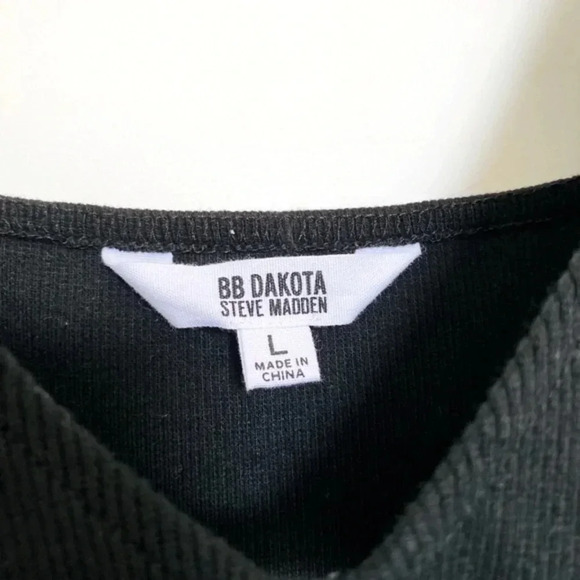 BB DAKOTA
STEVE MADDEN
L
MADE IN
CHINA